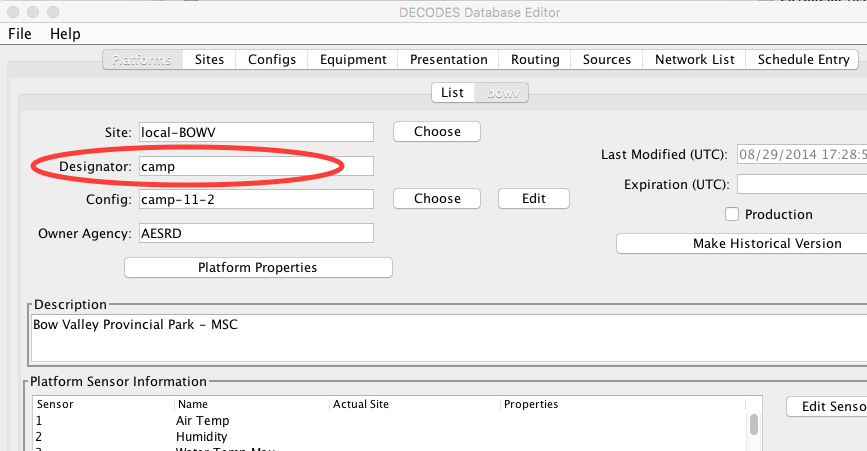 DECODES Database Editor
File Help
Platforms Sites Configs Equipment Presentation Routing Sources Network List Schedule Entry
List bowv
Site: local-BOWV Choose
Designator: camp
Last Modified (UTC): 08/29/2014 17:28:5
Config: camp-11-2 Choose Edit
Expiration (UTC):
Production
Owner Agency: AESRD
Make Historical Version
Platform Properties
Description
Bow Valley Provincial Park - MSC
Platform Sensor Information
Sensor Name Actual Site Properties
Edit Senso
1 Air Temp
2 Humidity